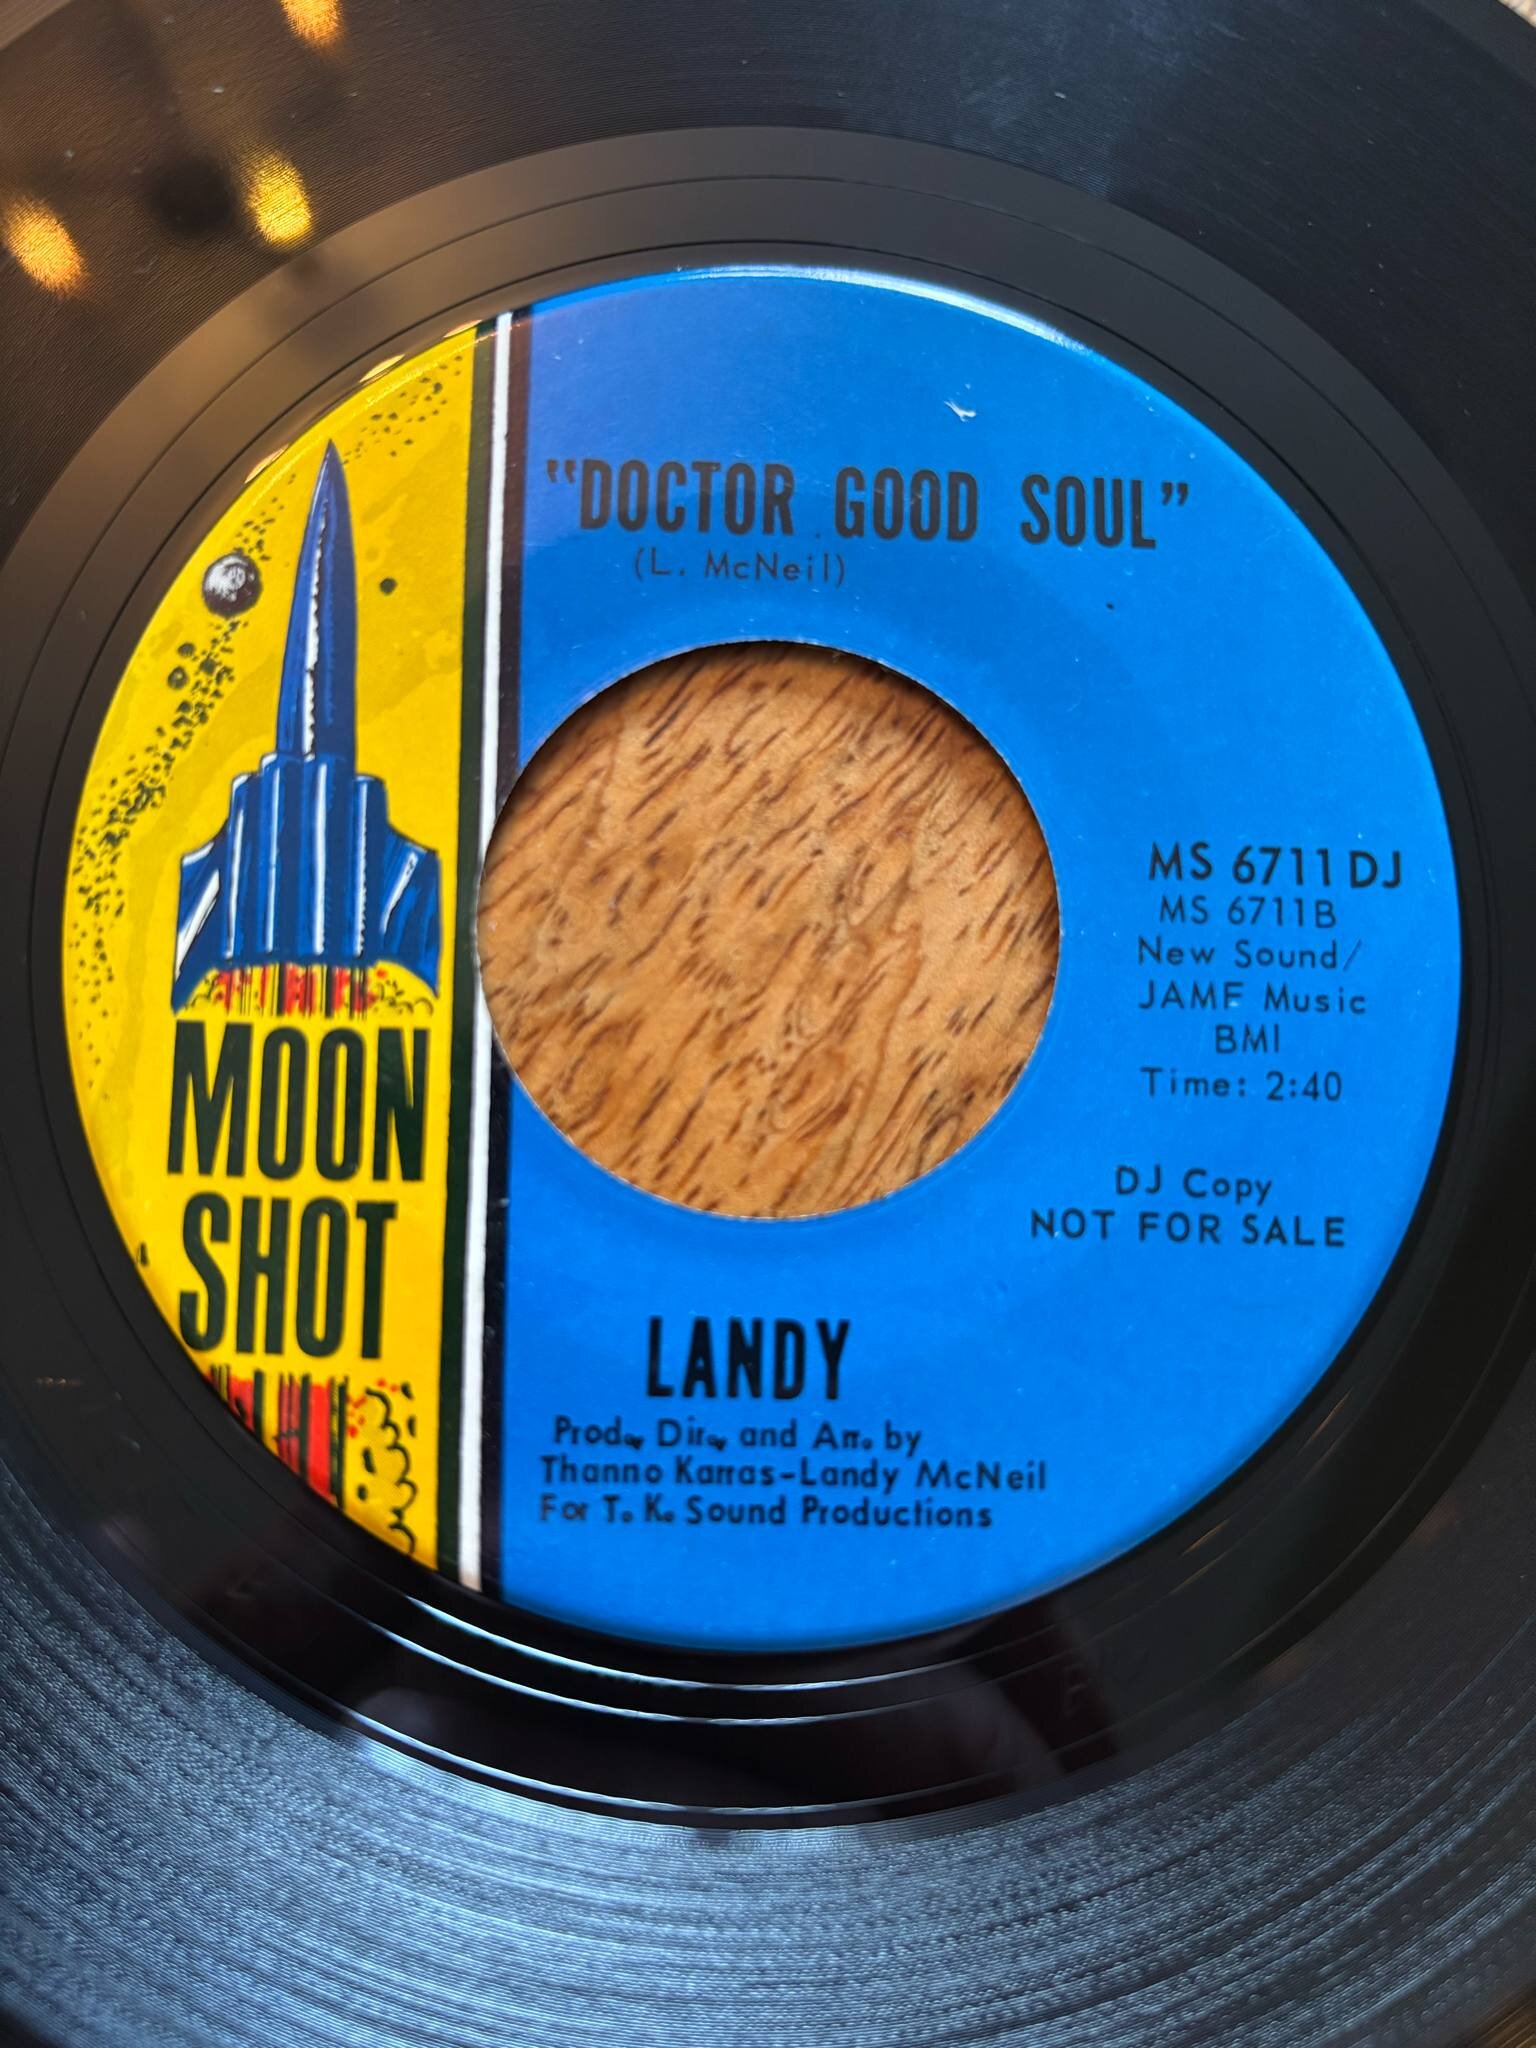 "DOCTOR GOOD SOUL"
(L. McNeil)
MS 6711 DJ
MS 6711B
New Sound/
JAMF Music
BMI
Time: 2:40
DJ Copy
NOT FOR SALE
MOON
SHOT
LANDY
Prod., Dir., and Arr. by
Thanno Karras-Landy McNeil
For T. K. Sound Productions